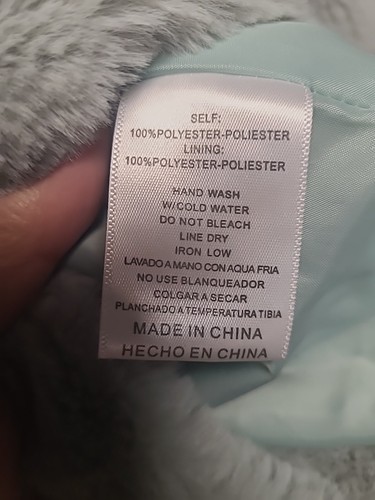 SELF:
100%POLYESTER-POLIESTER
LINING:
100%POLYESTER-POLIESTER
HAND WASH
W/COLD WATER
DO NOT BLEACH
LINE DRY
IRON LOW
LAVADO A MANO CON AQUA FRIA
NO USE BLANQUEADOR
COLGAR A SECAR
PLANCHADO A TEMPERATURA TIBIA
MADE IN CHINA
HECHO EN CHINA